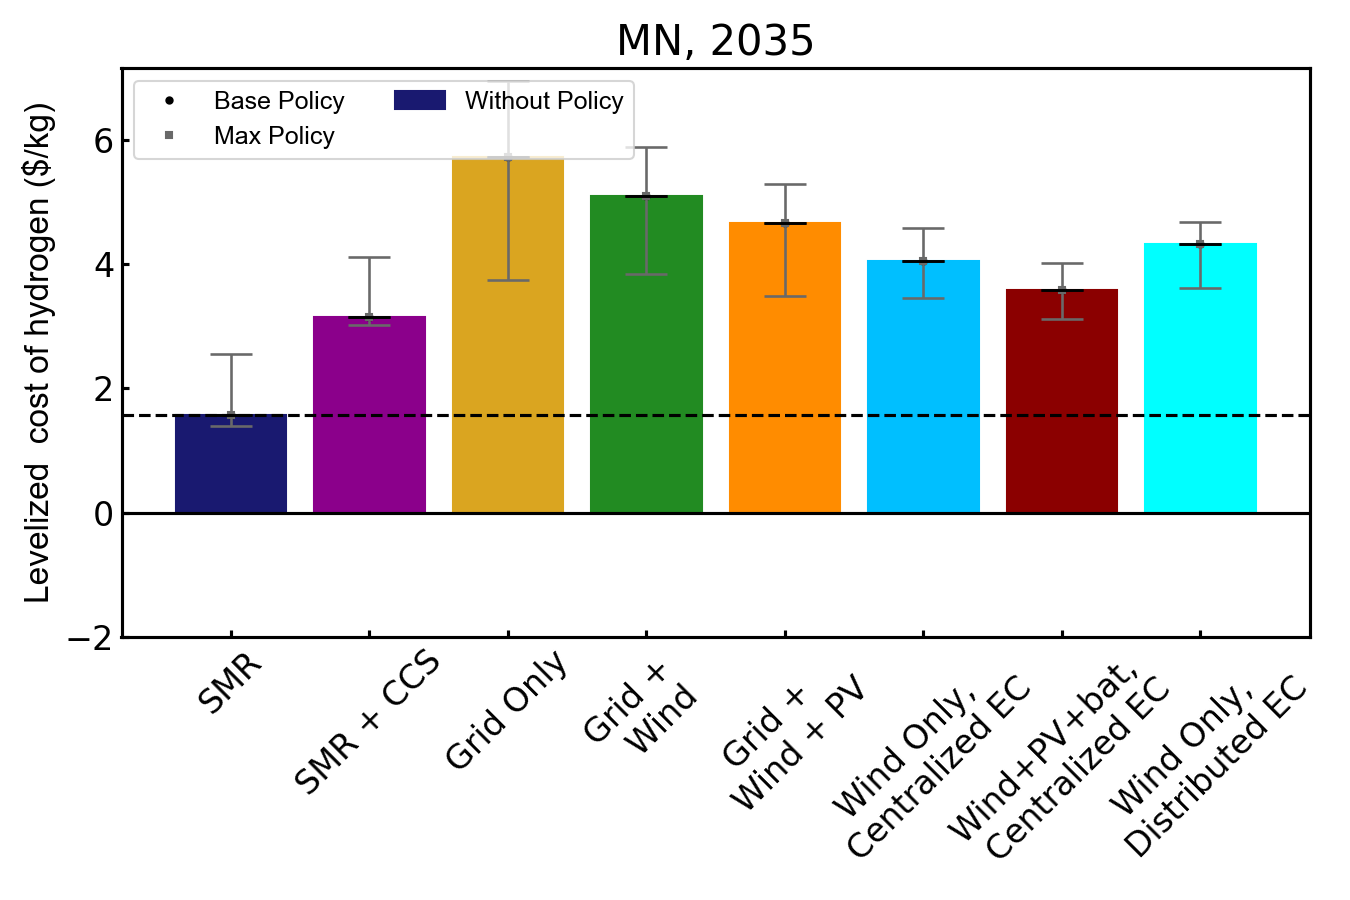 MN, 2035
Base Policy
Max Policy
Without Policy
Levelized cost of hydrogen ($/kg)
6
4
2
0
−2
SMR
SMR + CCS
Grid Only
Grid +
Wind
Grid +
Wind + PV
Wind Only,
Centralized EC
Wind+PV+bat,
Centralized EC
Wind Only,
Distributed EC